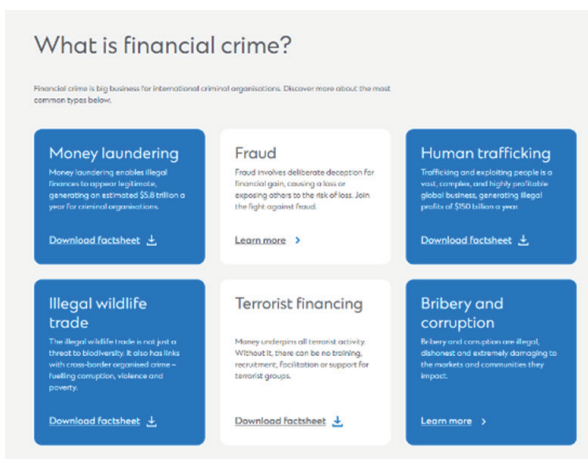 What is financial crime?
Financial crime is big business for international criminal organisations. Discover more about the most
common types below.
Money laundering
Money laundering enables illegal
finances to appear legitimate,
generating an estimated $5.8 trillion a
year for criminal organisations.
Download factsheet
Fraud
Fraud involves deliberate deception for
financial gain, causing a loss or
exposing others to the risk of loss. Join
the fight against fraud.
Learn more
Human trafficking
Trafficking and exploiting people is a
vast, complex, and highly profitable
global business, generating illegal
profits of $150 billion a year.
Download factsheet
Illegal wildlife
trade
The illegal wildlife trade is not just a
threat to biodiversity. It also has links
with cross-border organised crime –
fuelling corruption, violence and
poverty.
Download factsheet
Terrorist financing
Money underpins all terrorist activity.
Without it, there can be no training,
recruitment, facilitation or support for
terrorist groups.
Download factsheet
Bribery and
corruption
Bribery and corruption are illegal,
dishonest and extremely damaging to
the markets and communities they
impact.
Learn more